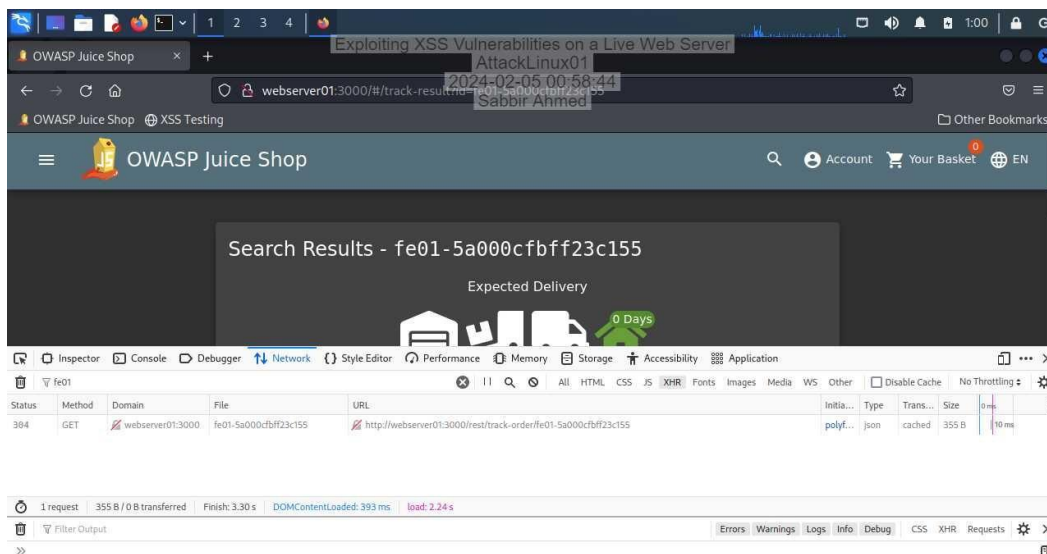 1 2 3 4
1:00
Exploiting XSS Vulnerabilities on a Live Web Server
AttackLinux01
2024-02-05 00:58:44
Sabbir Ahmed
OWASP Juice Shop
webserver01:3000/#/track-result?id=fe01-5a000cfbff23c155
OWASP Juice Shop XSS Testing Other Bookmarks
OWASP Juice Shop Account Your Basket 0 EN
Search Results - fe01-5a000cfbff23c155
Expected Delivery
0 Days
Inspector Console Debugger Network Style Editor Performance Memory Storage Accessibility Application
fe01 All HTML CSS JS XHR Fonts Images Media WS Other Disable Cache No Throttling
Status Method Domain File URL Initia... Type Trans... Size 0 ms
304 GET webserver01:3000 fe01-5a000cfbff23c155 http://webserver01:3000/rest/track-order/fe01-5a000cfbff23c155 polyf... json cached 355 B 10 ms
1 request 355 B / 0 B transferred Finish: 3.30 s DOMContentLoaded: 393 ms load: 2.24 s
Filter Output Errors Warnings Logs Info Debug CSS XHR Requests